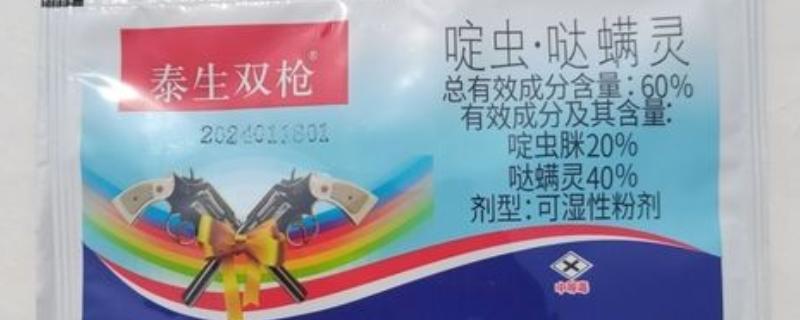 泰生双枪®
2024011801
啶虫·哒螨灵
总有效成分含量：60%
有效成分及其含量：
啶虫脒20%
哒螨灵40%
剂型：可湿性粉剂
中等毒